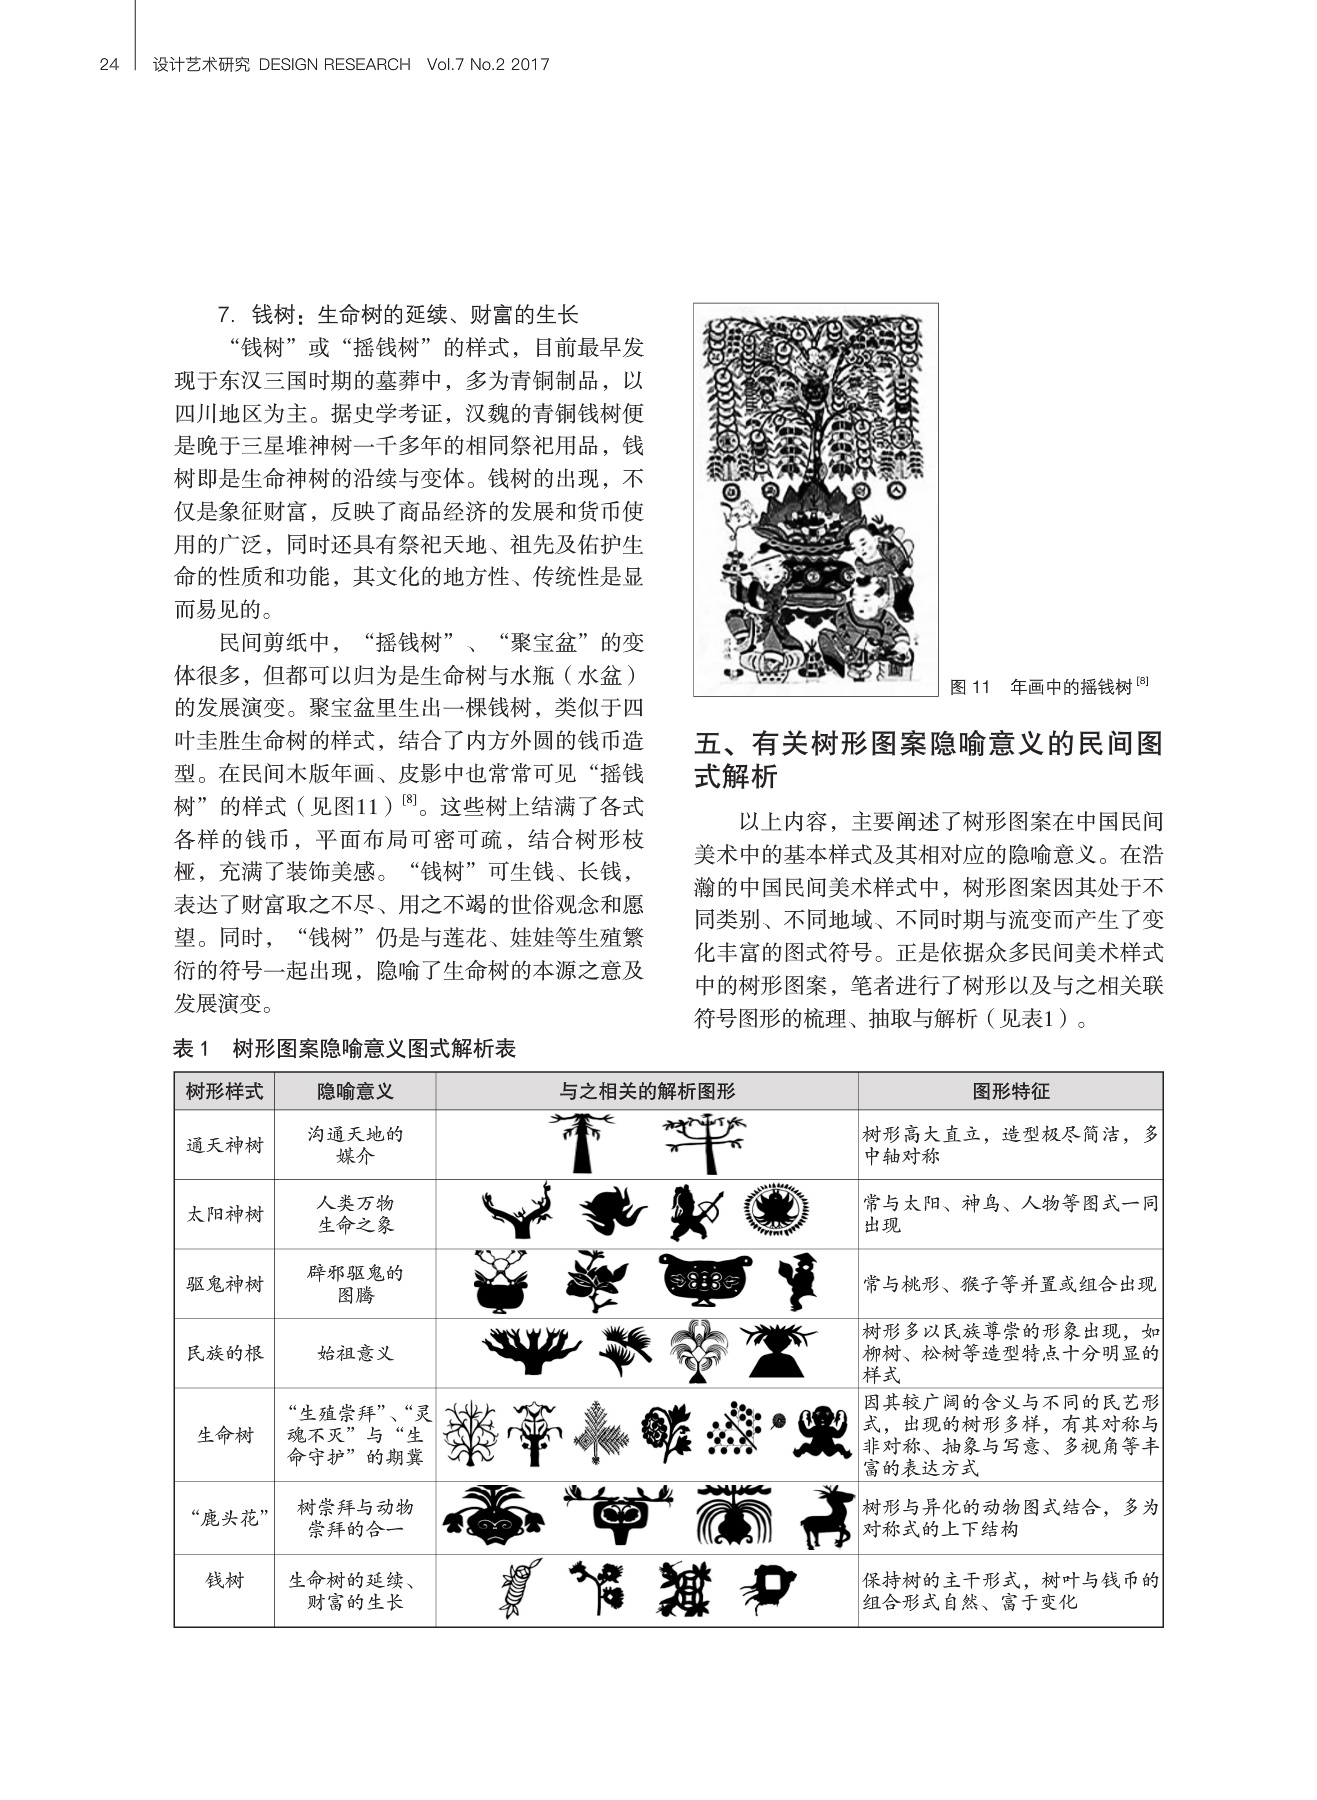 24 设计艺术研究 DESIGN RESEARCH Vol.7 No.2 2017
7. 钱树：生命树的延续、财富的生长
“钱树”或“摇钱树”的样式，目前最早发
现于东汉三国时期的墓葬中，多为青铜制品，以
四川地区为主。据史学考证，汉魏的青铜钱树便
是晚于三星堆神树一千多年的相同祭祀用品，钱
树即是生命神树的沿续与变体。钱树的出现，不
仅是象征财富，反映了商品经济的发展和货币使
用的广泛，同时还具有祭祀天地、祖先及佑护生
命的性质和功能，其文化的地方性、传统性是显
而易见的。
民间剪纸中，“摇钱树”、“聚宝盆”的变
体很多，但都可以归为是生命树与水瓶（水盆）
的发展演变。聚宝盆里生出一棵钱树，类似于四
叶圭胜生命树的样式，结合了内方外圆的钱币造
型。在民间木版年画、皮影中也常常可见“摇钱
树”的样式（见图11）[8]。这些树上结满了各式
各样的钱币，平面布局可密可疏，结合树形枝
桠，充满了装饰美感。“钱树”可生钱、长钱，
表达了财富取之不尽、用之不竭的世俗观念和愿
望。同时，“钱树”仍是与莲花、娃娃等生殖繁
衍的符号一起出现，隐喻了生命树的本源之意及
发展演变。
图 11 年画中的摇钱树[8]
五、有关树形图案隐喻意义的民间图
式解析
以上内容，主要阐述了树形图案在中国民间
美术中的基本样式及其相对应的隐喻意义。在浩
瀚的中国民间美术样式中，树形图案因其处于不
同类别、不同地域、不同时期与流变而产生了变
化丰富的图式符号。正是依据众多民间美术样式
中的树形图案，笔者进行了树形以及与之相关联
符号图形的梳理、抽取与解析（见表1）。
表 1 树形图案隐喻意义图式解析表
树形样式 隐喻意义 与之相关的解析图形 图形特征
通天神树
沟通天地的
媒介
树形高大直立，造型极尽简洁，多
中轴对称
太阳神树
人类万物
生命之象
常与太阳、神鸟、人物等图式一同
出现
驱鬼神树
辟邪驱鬼的
图腾
常与桃形、猴子等并置或组合出现
民族的根
始祖意义
树形多以民族尊崇的形象出现，如
柳树、松树等造型特点十分明显的
样式
生命树
“生殖崇拜”、“灵
魂不灭”与“生
命守护”的期冀
因其较广阔的含义与不同的民艺形
式，出现的树形多样，有其对称与
非对称、抽象与写意、多视角等丰
富的表达方式
“鹿头花”
树崇拜与动物
崇拜的合一
树形与异化的动物图式结合，多为
对称式的上下结构
钱树
生命树的延续、
财富的生长
保持树的主干形式，树叶与钱币的
组合形式自然、富于变化